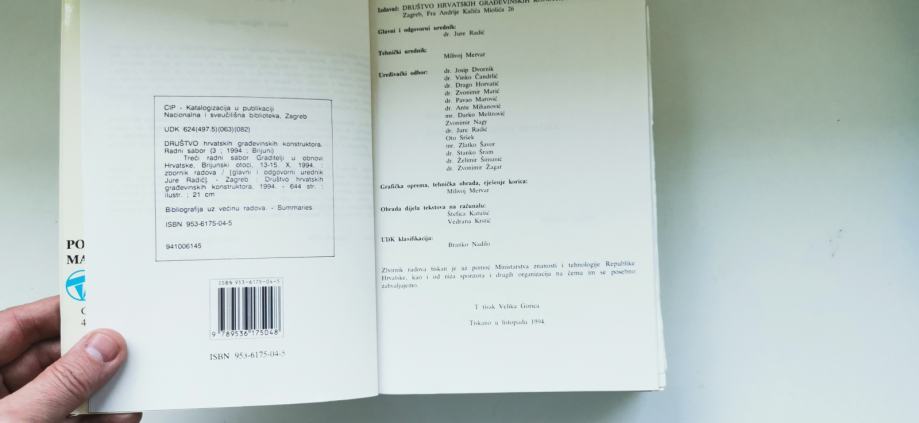 CIP - Katalogizacija u publikaciji
Nacionalna i sveučilišna biblioteka, Zagreb
UDK 624(497.5)(063)(082)
DRUŠTVO hrvatskih građevinskih konstruktora.
Radni sabor (3 ; 1994 ; Brijuni)
Treći radni sabor Graditelji u obnovi
Hrvatske, Brijunski otoci, 13-15. X. 1994. :
zbornik radova / [glavni i odgovorni urednik
Jure Radić]. - Zagreb : Društvo hrvatskih
građevinskih konstruktora, 1994. - 644 str. :
ilustr. ; 21 cm
Bibliografija uz većinu radova. - Summaries.
ISBN 953-6175-04-5
941006145
ISBN 953-6175-04-5
9 789536 175048
ISBN 953-6175-04-5
PO
MA
Izdavač: DRUŠTVO HRVATSKIH GRAĐEVINSKIH
Zagreb, Fra Andrije Kačića Miošića 26
Glavni i odgovorni urednik:
dr. Jure Radić
Tehnički urednik:
Milivoj Mervar
Uređivački odbor: dr. Josip Dvornik
dr. Vinko Čandrlić
dr. Drago Horvatić
dr. Zvonimir Marić
dr. Pavao Marović
dr. Ante Mihanović
mr. Darko Meštrović
Zvonimir Nagy
dr. Jure Radić
Oto Sršek
mr. Zlatko Šavor
dr. Stanko Šram
dr. Želimir Šimunić
dr. Zvonimir Žagar
Grafička oprema, tehnička obrada, rješenje korica:
Milivoj Mervar
Obrada dijela tekstova na računalu:
Štefica
Vedrana Krstić
UDK klasifikacija:
Branko Nadilo
Zbornik radova tiskan je uz pomoć Ministarstva znanosti i tehnologije Republike
Hrvatske, kao i od niza sponzora i drugih organizacija na čemu im se posebno
zahvaljujemo.
T tisak Velika Gorica
Tiskano u listopadu 1994.